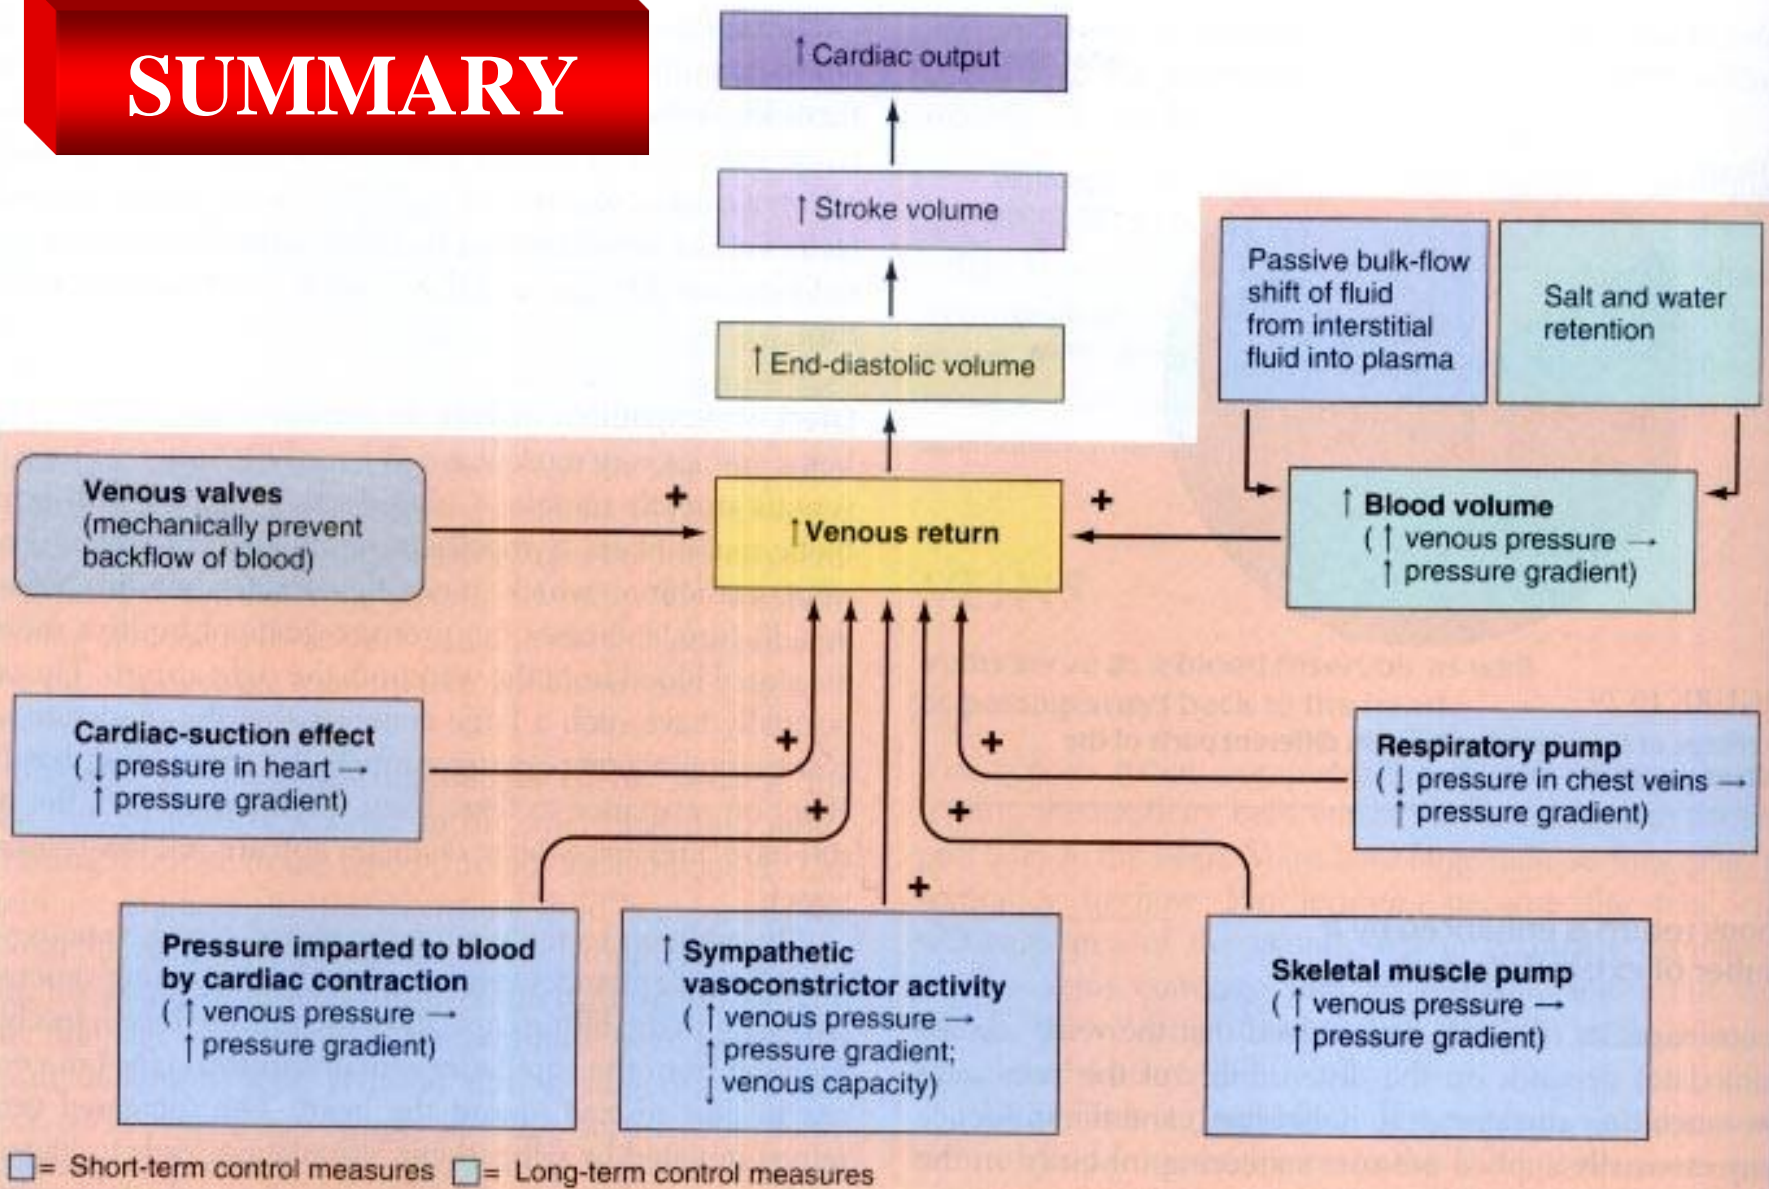 SUMMARY
↑ Cardiac output
↑ Stroke volume
↑ End-diastolic volume
Passive bulk-flow
shift of fluid
from interstitial
fluid into plasma
Salt and water
retention
Venous valves
(mechanically prevent
backflow of blood)
+
↑ Venous return
+
↑ Blood volume
(↑ venous pressure →
↑ pressure gradient)
Cardiac-suction effect
(↓ pressure in heart →
↑ pressure gradient)
+
+
Respiratory pump
(↓ pressure in chest veins →
↑ pressure gradient)
+
+
+
Pressure imparted to blood
by cardiac contraction
(↑ venous pressure →
↑ pressure gradient)
↑ Sympathetic
vasoconstrictor activity
(↑ venous pressure →
↑ pressure gradient;
↓ venous capacity)
Skeletal muscle pump
(↑ venous pressure →
↑ pressure gradient)
= Short-term control measures
= Long-term control measures